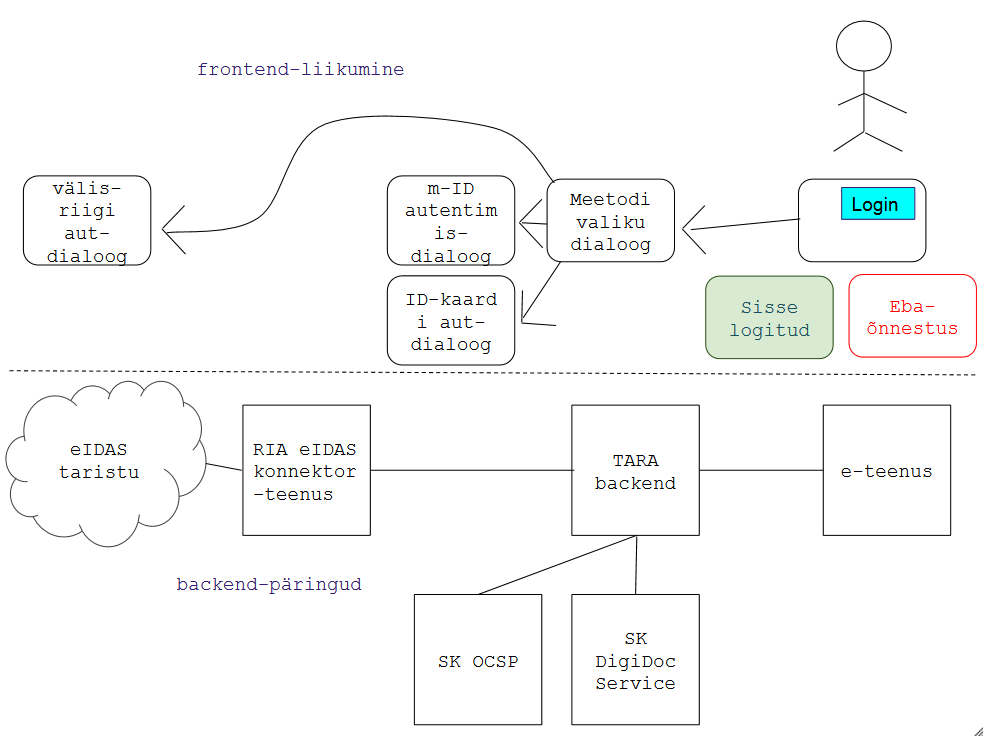 frontend-liikumine
välis-
riigi
aut-
dialoog
m-ID
autentim
is-
dialoog
Meetodi
valiku
dialoog
Login
ID-kaard
i aut-
dialoog
Sisse
logitud
Eba-
õnnestus
eIDAS
taristu
RIA eIDAS
konnektor
-teenus
TARA
backend
e-teenus
backend-päringud
SK OCSP
SK
DigiDoc
Service